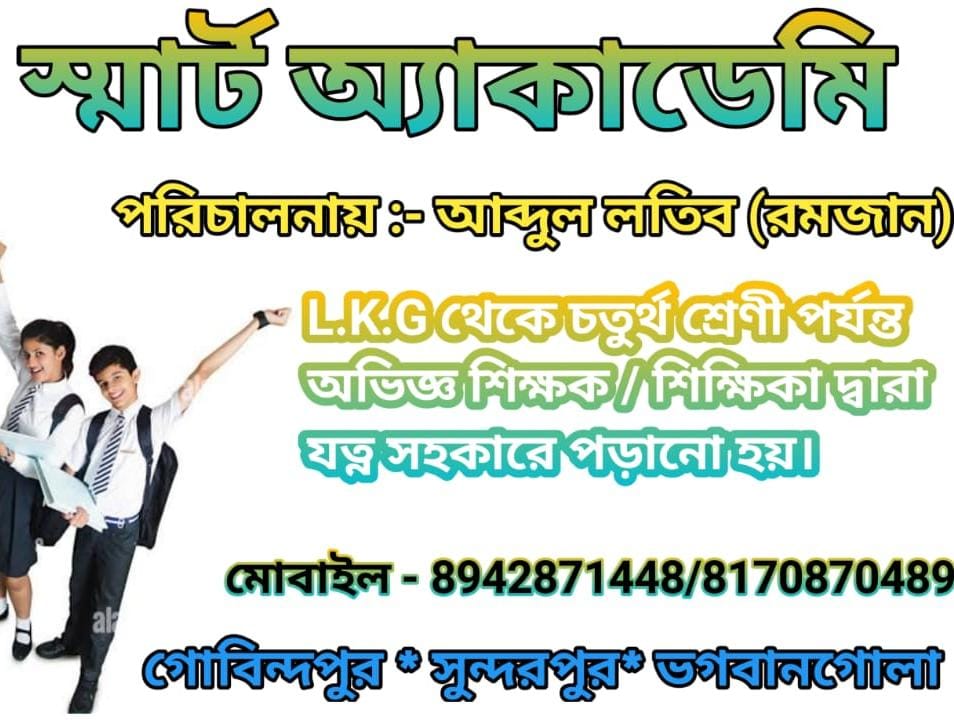 স্মার্ট অ্যাকাডেমি
পরিচালনায় :- আব্দুল লতিব (রমজান)
L.K.G থেকে চতুর্থ শ্রেণী পর্যন্ত
অভিজ্ঞ শিক্ষক / শিক্ষিকা দ্বারা
যত্ন সহকারে পড়ানো হয়।
মোবাইল - 8942871448/8170870489
গোবিন্দপুর * সুন্দরপুর* ভগবানগোলা